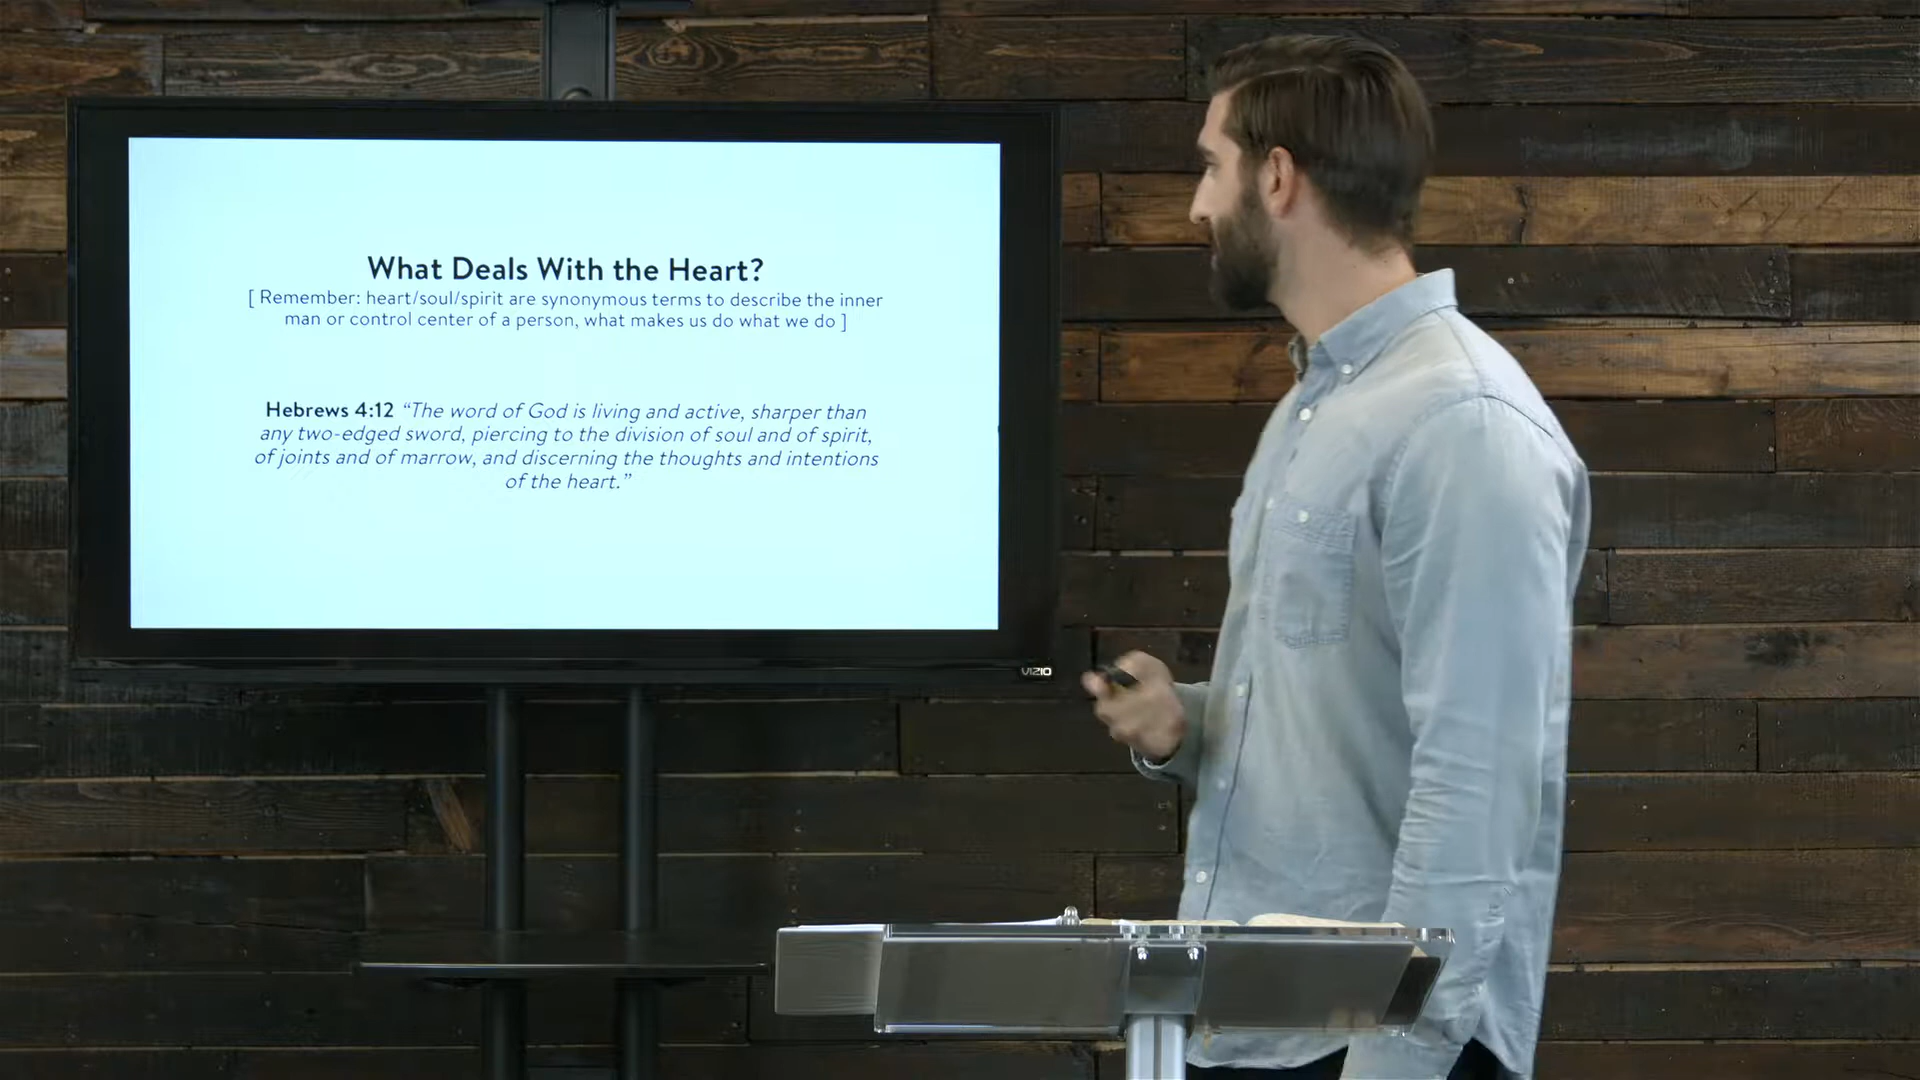 What Deals With the Heart?
[ Remember: heart/soul/spirit are synonymous terms to describe the inner
man or control center of a person, what makes us do what we do ]
Hebrews 4:12 “The word of God is living and active, sharper than
any two-edged sword, piercing to the division of soul and of spirit,
of joints and of marrow, and discerning the thoughts and intentions
of the heart.”
VIZIO